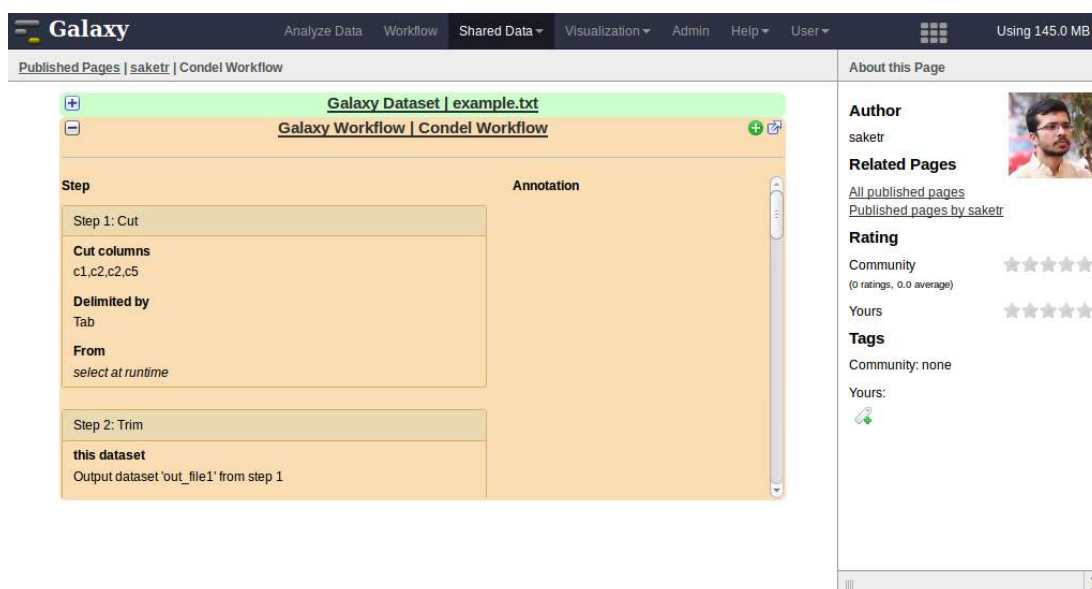 Galaxy
Analyze Data Workflow Shared Data Visualization Admin Help User Using 145.0 MB
Published Pages | saketr | Condel Workflow
About this Page
Galaxy Dataset | example.txt
Galaxy Workflow | Condel Workflow
Step Annotation
Step 1: Cut
Cut columns
c1,c2,c2,c5
Delimited by
Tab
From
select at runtime
Step 2: Trim
this dataset
Output dataset 'out_file1' from step 1
Author
saketr
Related Pages
All published pages
Published pages by saketr
Rating
Community
(0 ratings, 0.0 average)
Yours
Tags
Community: none
Yours: